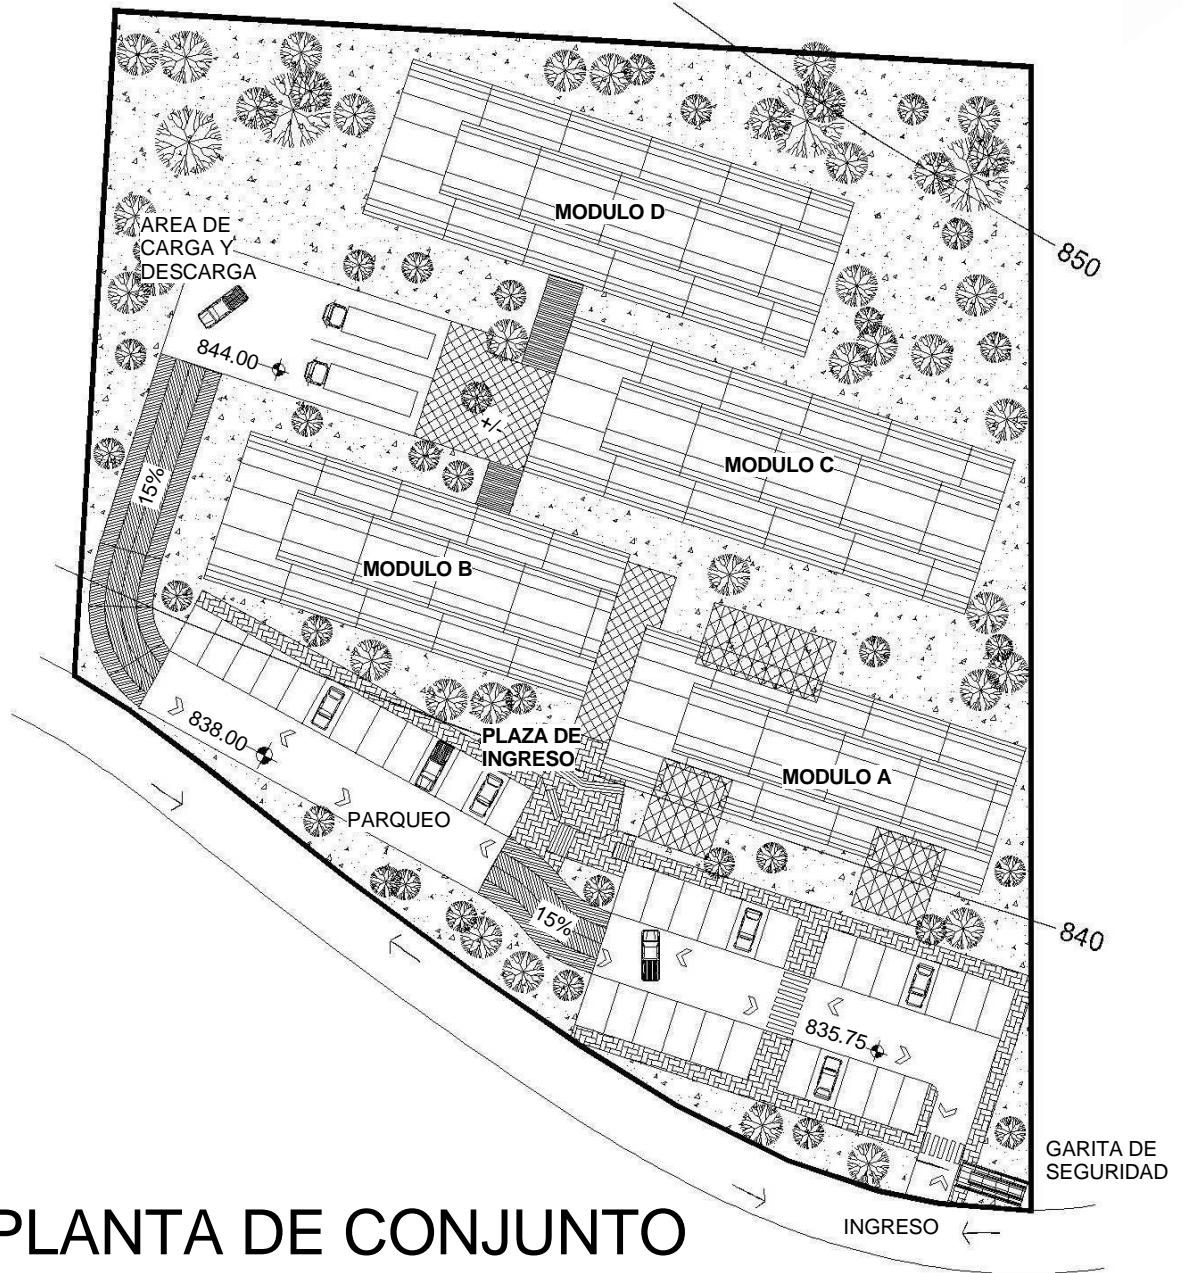 MODULO D
AREA DE
CARGA Y
DESCARGA
850
844.00
+/-
MODULO C
15%
MODULO B
838.00
PLAZA DE
INGRESO
MODULO A
PARQUEO
15%
840
835.75
GARITA DE
SEGURIDAD
INGRESO
PLANTA DE CONJUNTO